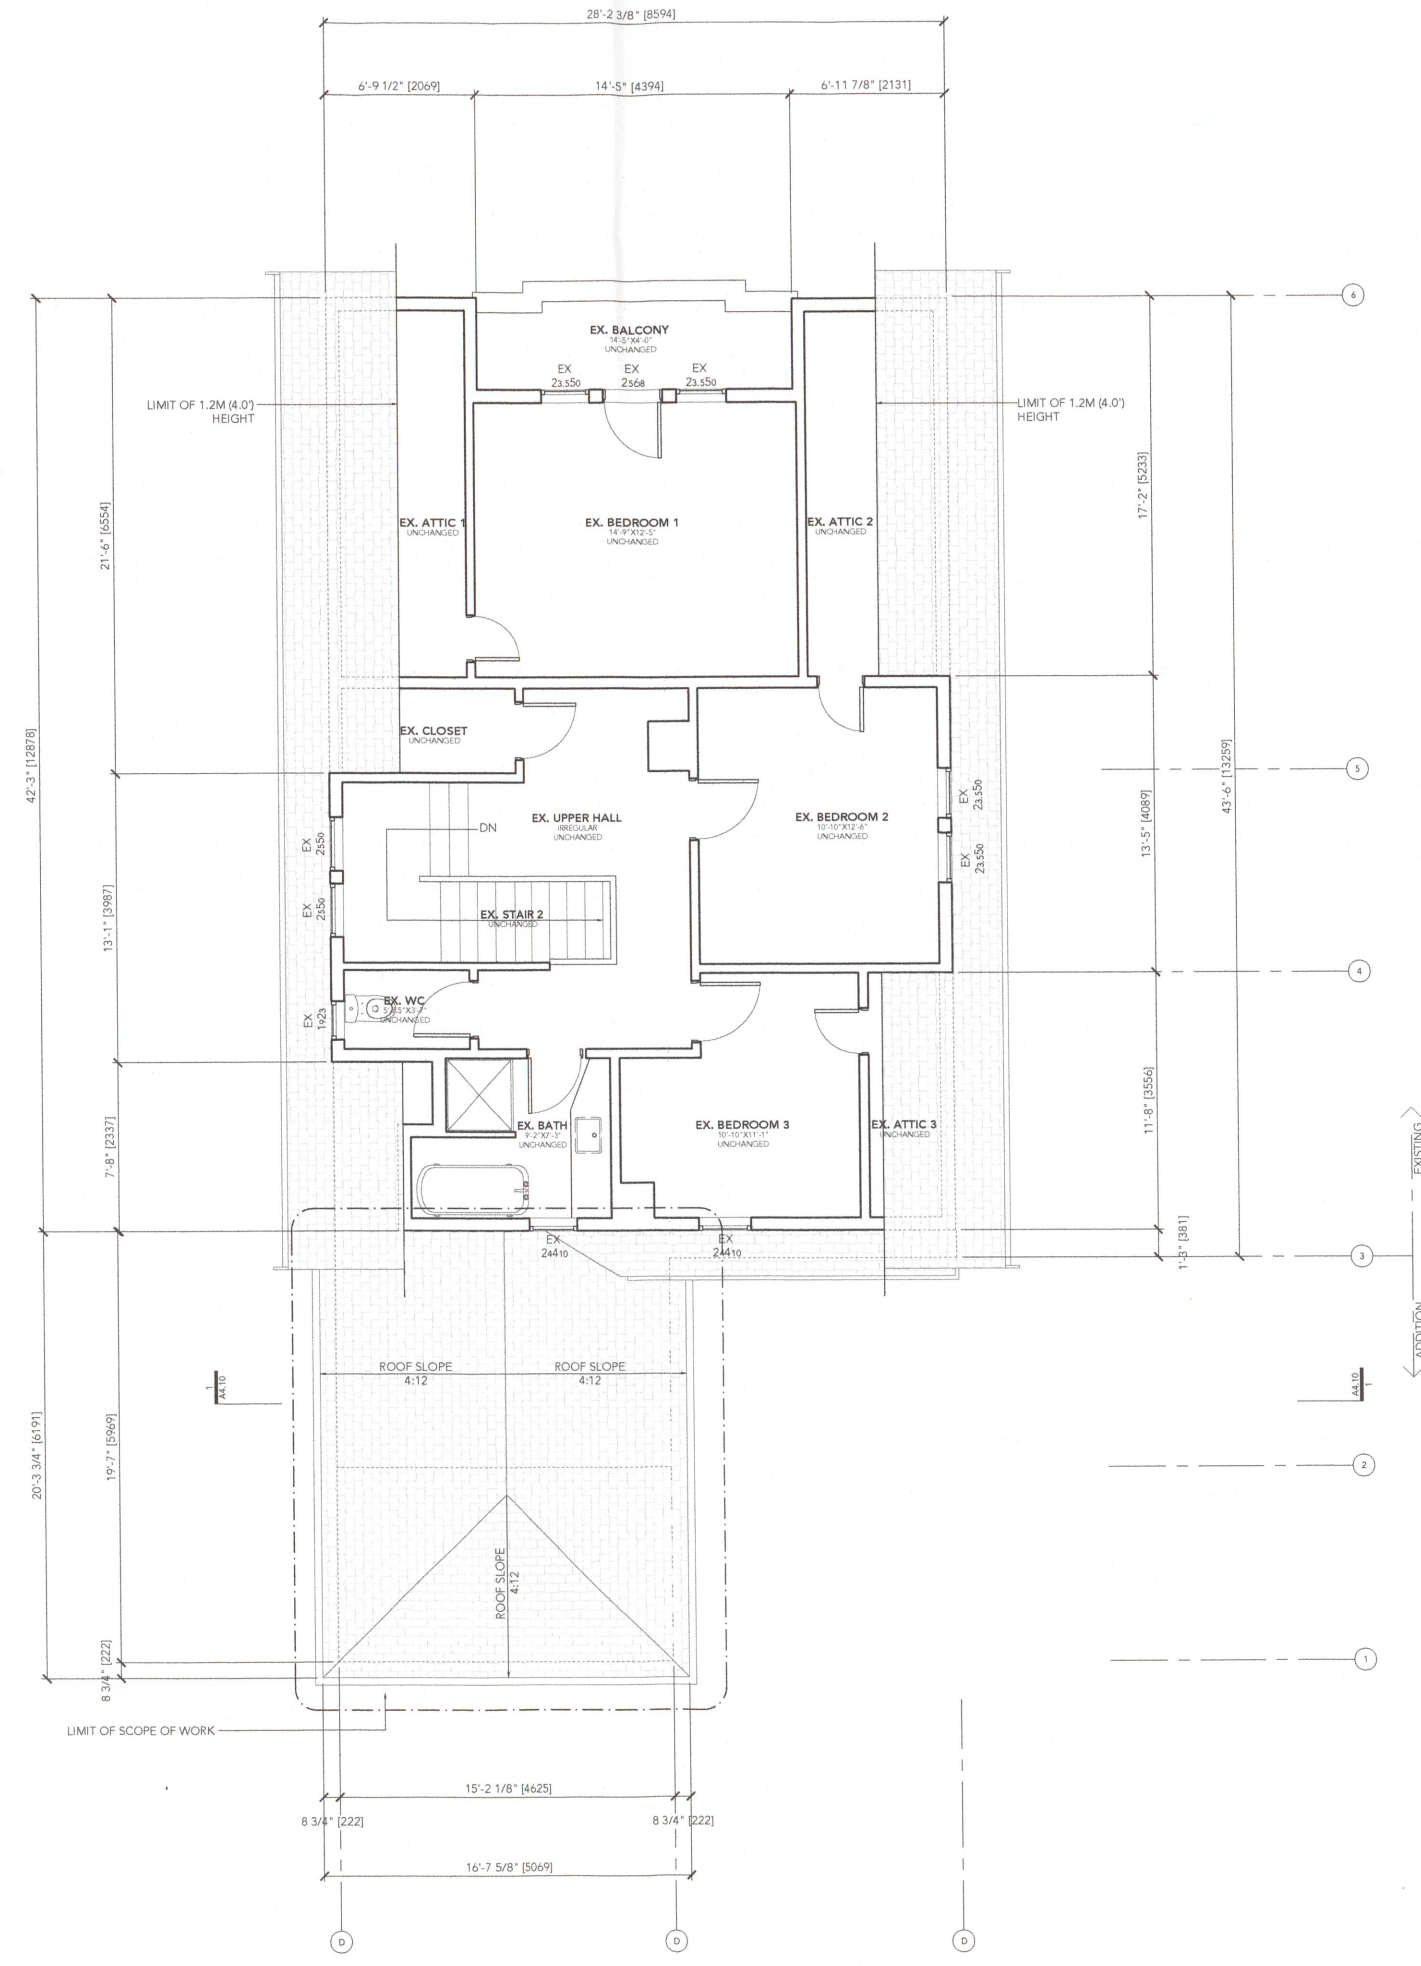 28'-2 3/8" [8594]
6'-9 1/2" [2069]
14'-5" [4394]
6'-11 7/8" [2131]
6
EX. BALCONY
14'-5"X4'-0"
UNCHANGED
EX
23.550
EX
2568
EX
23.550
LIMIT OF 1.2M (4.0')
HEIGHT
LIMIT OF 1.2M (4.0')
HEIGHT
17'-2" [5233]
21'-6" [6554]
EX. ATTIC 1
UNCHANGED
EX. BEDROOM 1
14'-9"X12'-5"
UNCHANGED
EX. ATTIC 2
UNCHANGED
EX. CLOSET
UNCHANGED
42'-3" [12878]
43'-6" [13259]
5
EX
23.550
EX
23.550
13'-5" [4089]
EX. UPPER HALL
IRREGULAR
UNCHANGED
EX. BEDROOM 2
10'-10"X12'-6"
UNCHANGED
DN
EX
2550
EX
2550
13'-1" [3987]
EX. STAIR 2
UNCHANGED
4
EX. WC
UNCHANGED
EX
1923
11'-8" [3556]
7'-8" [2337]
EX. BATH
9'-2"X7'-3"
UNCHANGED
EX. BEDROOM 3
10'-10"X11'-1"
UNCHANGED
EX. ATTIC 3
UNCHANGED
EXISTING
EX
24410
EX
24410
1'-3" [381]
3
ADDITION
ROOF SLOPE
4:12
ROOF SLOPE
4:12
1
A4.10
A4.10
1
20'-3 3/4" [6191]
19'-7" [5969]
2
ROOF SLOPE
4:12
8 3/4" [222]
1
LIMIT OF SCOPE OF WORK
15'-2 1/8" [4625]
8 3/4" [222]
8 3/4" [222]
16'-7 5/8" [5069]
D
D
D